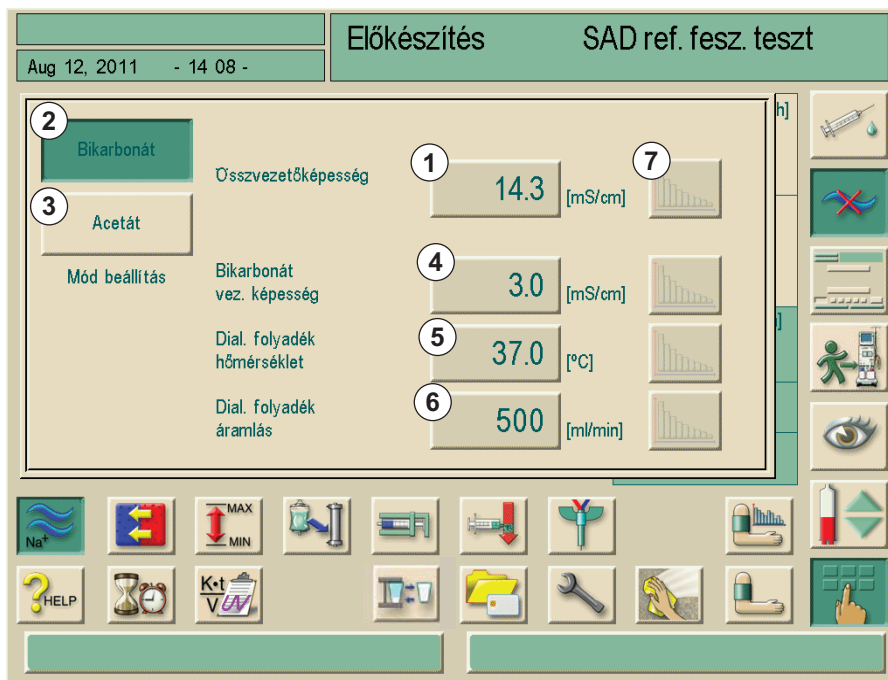 Előkészítés SAD ref. fesz. teszt
Aug 12, 2011 - 14 08 -
h]
2
Bikarbonát
Összvezetőképesség
1
14.3 [mS/cm]
7
3
Acetát
Mód beállítás
Bikarbonát
vez. képesség
4
3.0 [mS/cm]
Dial. folyadék
hőmérséklet
5
37.0 [ºC]
Dial. folyadék
áramlás
6
500 [ml/min]
Na+
MAX
MIN
?HELP
K•t
V
UV